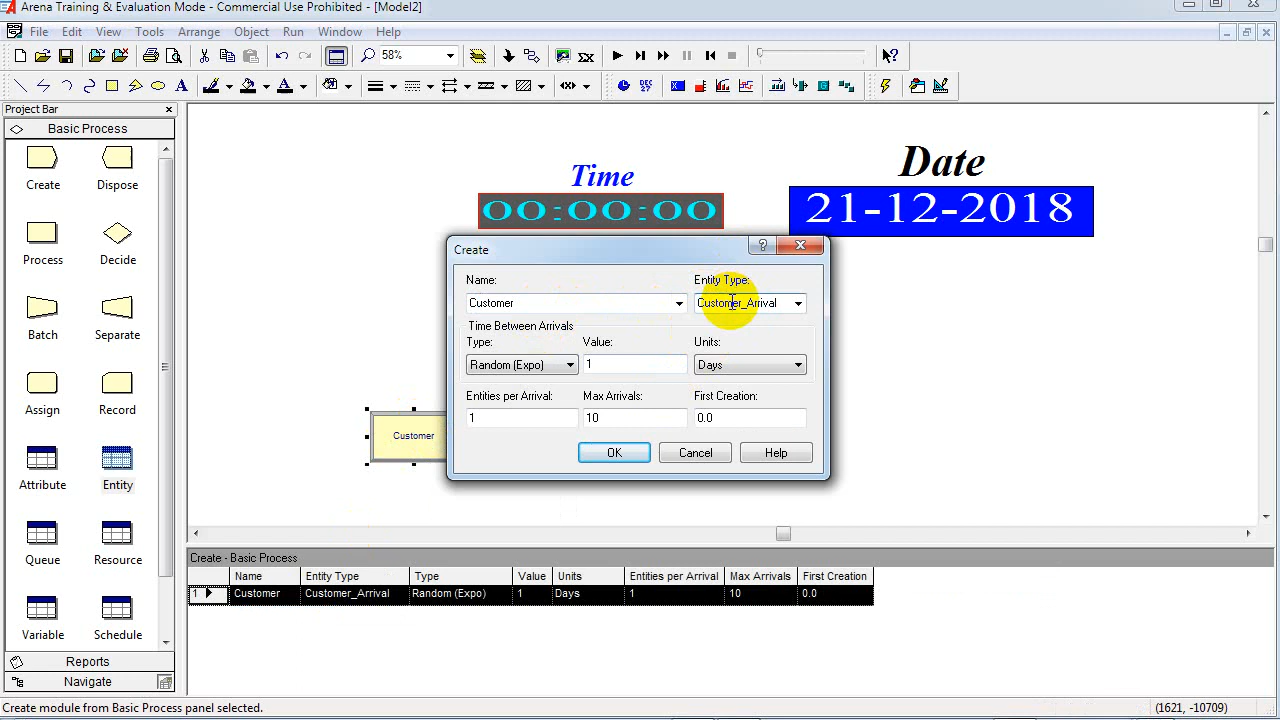 Arena Training & Evaluation Mode - Commercial Use Prohibited - [Model2]
File Edit View Tools Arrange Object Run Window Help
58%
Project Bar
Basic Process
Create Dispose
Process Decide
Batch Separate
Assign Record
Attribute Entity
Queue Resource
Variable Schedule
Reports
Navigate
Time
00:00:00
Date
21-12-2018
Customer
Create
Name: Entity Type:
Customer Customer_Arrival
Time Between Arrivals
Type: Value: Units:
Random (Expo) 1 Days
Entities per Arrival: Max Arrivals: First Creation:
1 10 0.0
OK Cancel Help
Create - Basic Process
Name Entity Type Type Value Units Entities per Arrival Max Arrivals First Creation
1 Customer Customer_Arrival Random (Expo) 1 Days 1 10 0.0
Create module from Basic Process panel selected. (1621, -10709)